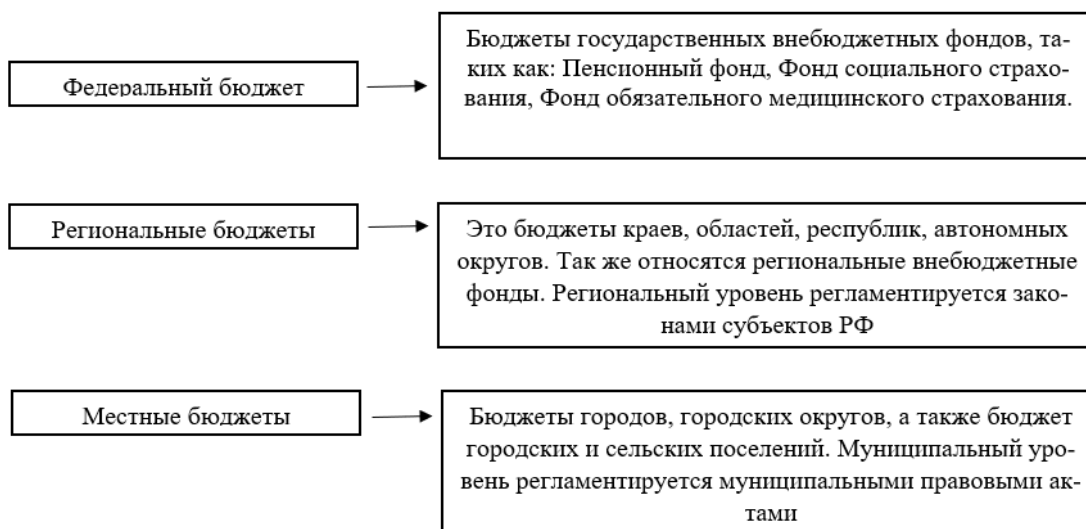 Федеральный бюджет
Бюджеты государственных внебюджетных фондов, та-
ких как: Пенсионный фонд, Фонд социального страхо-
вания, Фонд обязательного медицинского страхования.
Региональные бюджеты
Это бюджеты краев, областей, республик, автономных
округов. Так же относятся региональные внебюджетные
фонды. Региональный уровень регламентируется зако-
нами субъектов РФ
Местные бюджеты
Бюджеты городов, городских округов, а также бюджет
городских и сельских поселений. Муниципальный уро-
вень регламентируется муниципальными правовыми ак-
тами